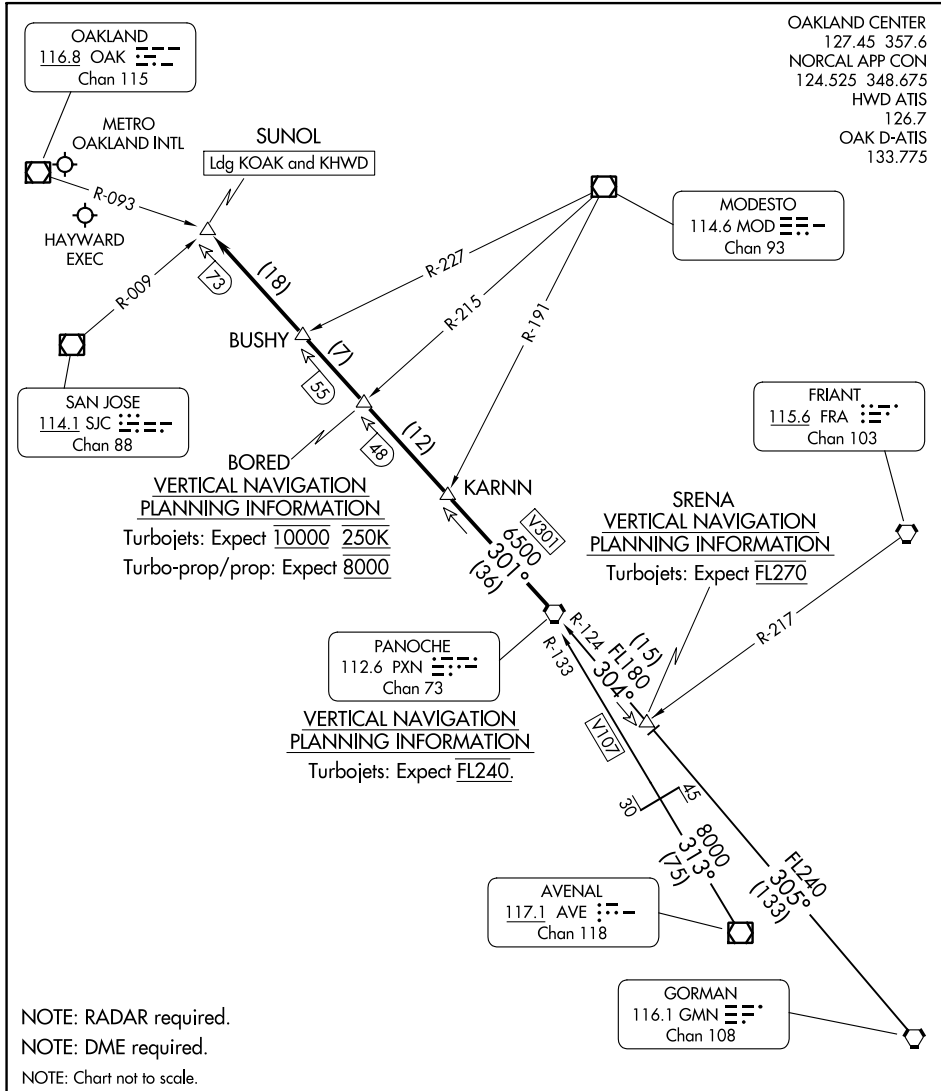 OAKLAND CENTER
127.45 357.6
NORCAL APP CON
124.525 348.675
HWD ATIS
126.7
OAK D-ATIS
133.775
OAKLAND
116.8 OAK
Chan 115
METRO
OAKLAND INTL
SUNOL
Ldg KOAK and KHWD
R-093
HAYWARD
EXEC
R-009
73
(18)
MODESTO
114.6 MOD
Chan 93
R-227
R-215
R-191
BUSHY
(7)
55
SAN JOSE
114.1 SJC
Chan 88
FRIANT
115.6 FRA
Chan 103
(12)
48
BORED
VERTICAL NAVIGATION
PLANNING INFORMATION
Turbojets: Expect 10000 250K
Turbo-prop/prop: Expect 8000
KARNN
V301
6500
301°
(36)
SRENA
VERTICAL NAVIGATION
PLANNING INFORMATION
Turbojets: Expect FL270
R-217
PANOCHE
112.6 PXN
Chan 73
VERTICAL NAVIGATION
PLANNING INFORMATION
Turbojets: Expect FL240.
R-124
R-133
(15)
FL180
304°
V107
30
45
8000
313°
(75)
FL240
305°
(133)
AVENAL
117.1 AVE
Chan 118
GORMAN
116.1 GMN
Chan 108
NOTE: RADAR required.
NOTE: DME required.
NOTE: Chart not to scale.